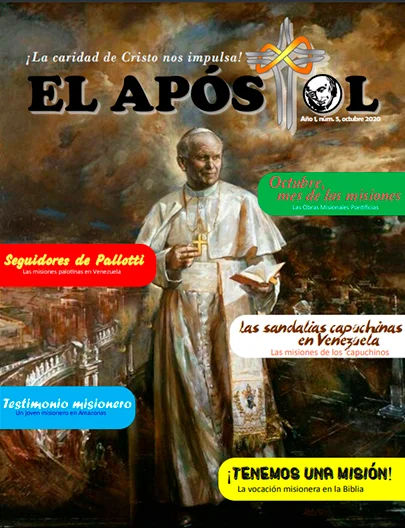 ¡La caridad de Cristo nos impulsa!
EL APÓSTOL
Año I, núm. 5, octubre 2020
Octubre,
mes de las misiones
Las Obras Misionales Pontificias
Seguidores de Pallotti
Las misiones palotinas en Venezuela
Las sandalias capuchinas
en Venezuela
Las misiones de los capuchinos
Testimonio misionero
Un joven misionero en Amazonas
¡TENEMOS UNA MISIÓN!
La vocación misionera en la Biblia